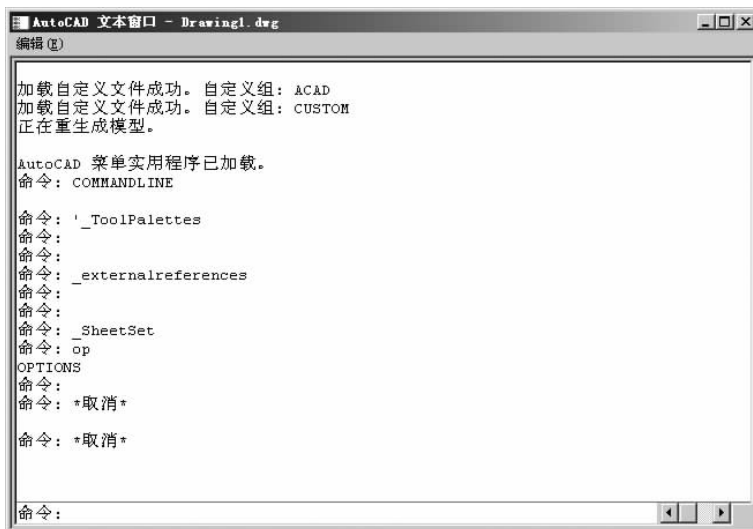 AutoCAD 文本窗口 - Drawing1.dwg
编辑(E)
加载自定义文件成功。自定义组: ACAD
加载自定义文件成功。自定义组: CUSTOM
正在重生成模型。
AutoCAD 菜单实用程序已加载。
命令: COMMANDLINE
命令: '_ToolPalettes
命令:
命令:
命令: _externalreferences
命令:
命令:
命令: _SheetSet
命令: op
OPTIONS
命令:
命令: *取消*
命令: *取消*
命令: